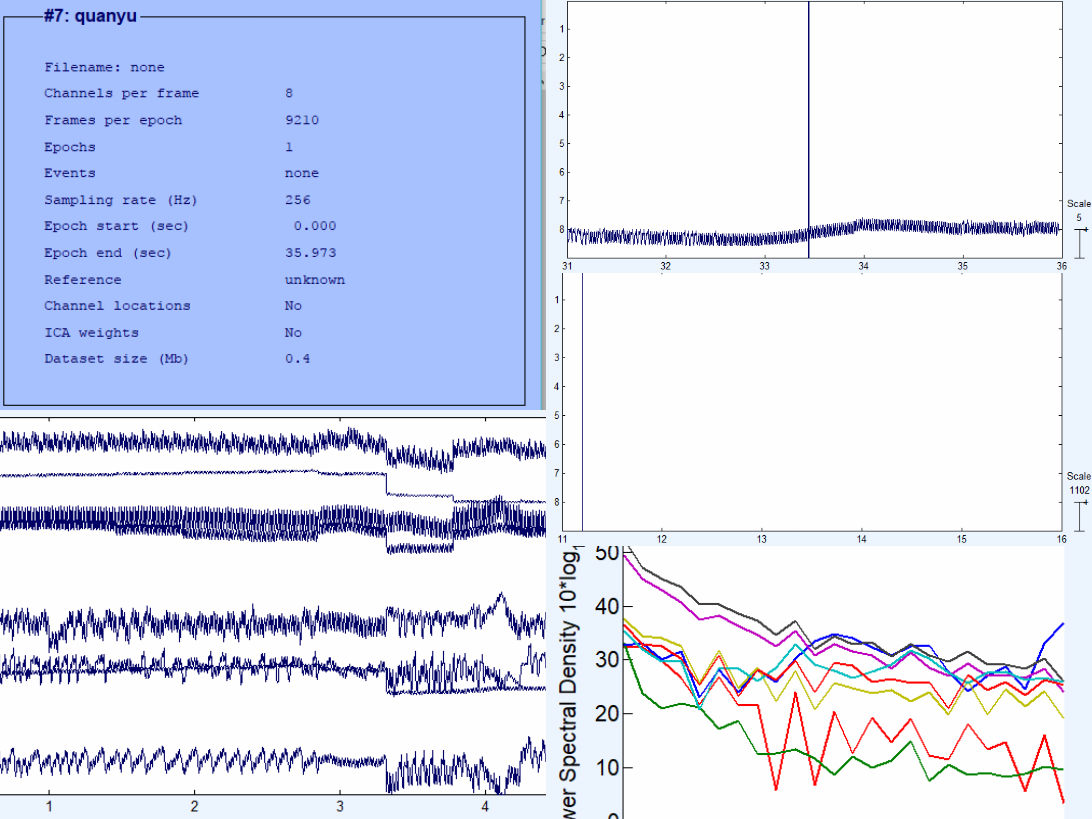 #7: quanyu
Filename: none
Channels per frame 8
Frames per epoch 9210
Epochs 1
Events none
Sampling rate (Hz) 256
Epoch start (sec) 0.000
Epoch end (sec) 35.973
Reference unknown
Channel locations No
ICA weights No
Dataset size (Mb) 0.4
1
2
3
4
5
6
7
8
31 32 33 34 35 36
Scale
5
+
1
2
3
4
5
6
7
8
11 12 13 14 15 16
Scale
1102
+
1 2 3 4
wer Spectral Density 10*log
50
40
30
20
10